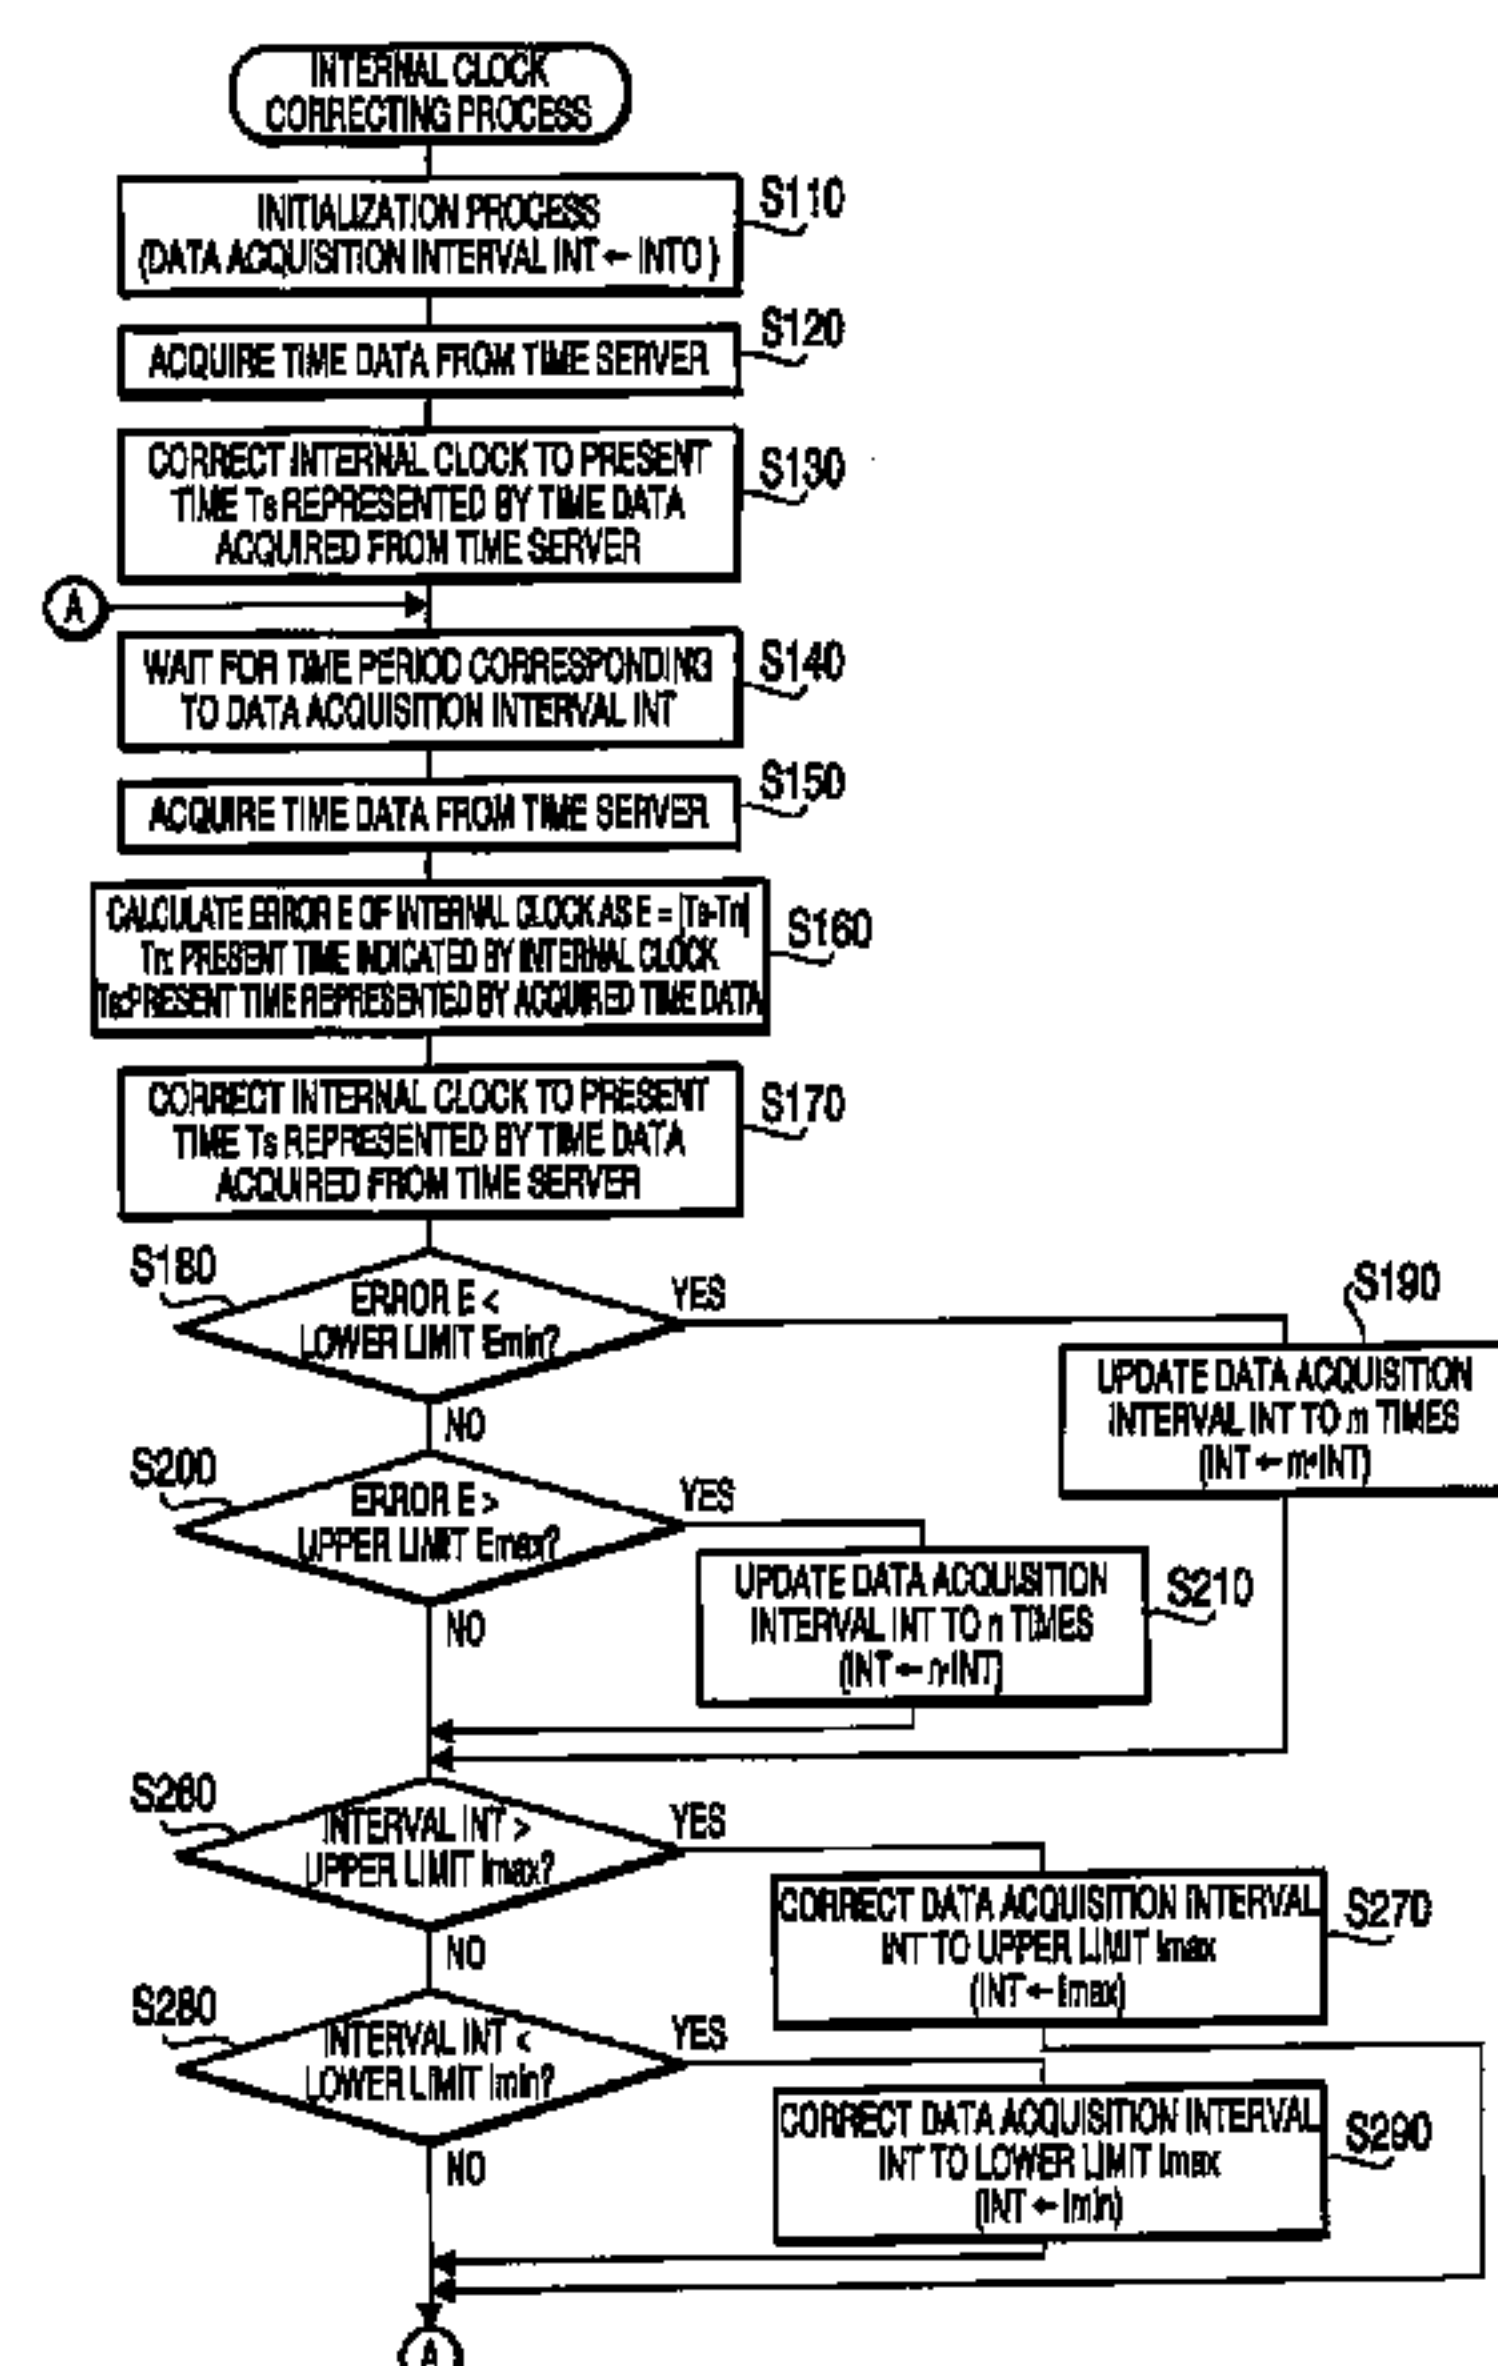 INTERNAL CLOCK
CORRECTING PROCESS
S110
INITIALIZATION PROCESS
(DATA ACQUISITION INTERVAL INT ← INT0 )
S120
ACQUIRE TIME DATA FROM TIME SERVER
S130
CORRECT INTERNAL CLOCK TO PRESENT
TIME Ts REPRESENTED BY TIME DATA
ACQUIRED FROM TIME SERVER
A
S140
WAIT FOR TIME PERIOD CORRESPONDING
TO DATA ACQUISITION INTERVAL INT
S150
ACQUIRE TIME DATA FROM TIME SERVER
S160
CALCULATE ERROR E OF INTERNAL CLOCK AS E = |Ts-Tn|
Tn: PRESENT TIME INDICATED BY INTERNAL CLOCK
Ts:PRESENT TIME REPRESENTED BY ACQUIRED TIME DATA
S170
CORRECT INTERNAL CLOCK TO PRESENT
TIME Ts REPRESENTED BY TIME DATA
ACQUIRED FROM TIME SERVER
S180
ERROR E <
LOWER LIMIT Emin?
YES
NO
S190
UPDATE DATA ACQUISITION
INTERVAL INT TO m TIMES
(INT ← m•INT)
S200
ERROR E >
UPPER LIMIT Emax?
YES
NO
S210
UPDATE DATA ACQUISITION
INTERVAL INT TO n TIMES
(INT ← n•INT)
S260
INTERVAL INT >
UPPER LIMIT Imax?
YES
NO
S270
CORRECT DATA ACQUISITION INTERVAL
INT TO UPPER LIMIT Imax
(INT ← Imax)
S280
INTERVAL INT <
LOWER LIMIT Imin?
YES
NO
S290
CORRECT DATA ACQUISITION INTERVAL
INT TO LOWER LIMIT Imax
(INT ← Imin)
A